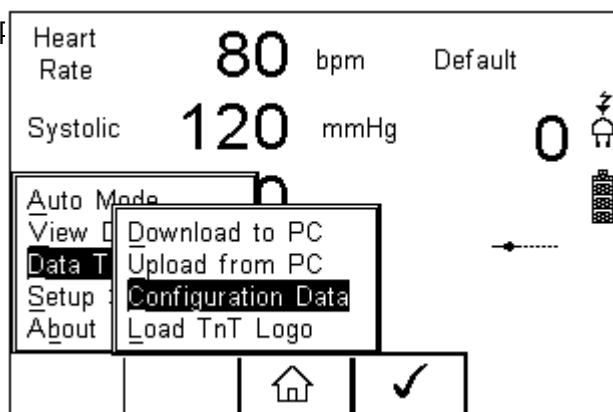 Heart Rate 80 bpm Default
Systolic 120 mmHg 0
0
Auto Mode
View D
Data T
Setup
About
Download to PC
Upload from PC
Configuration Data
Load TnT Logo